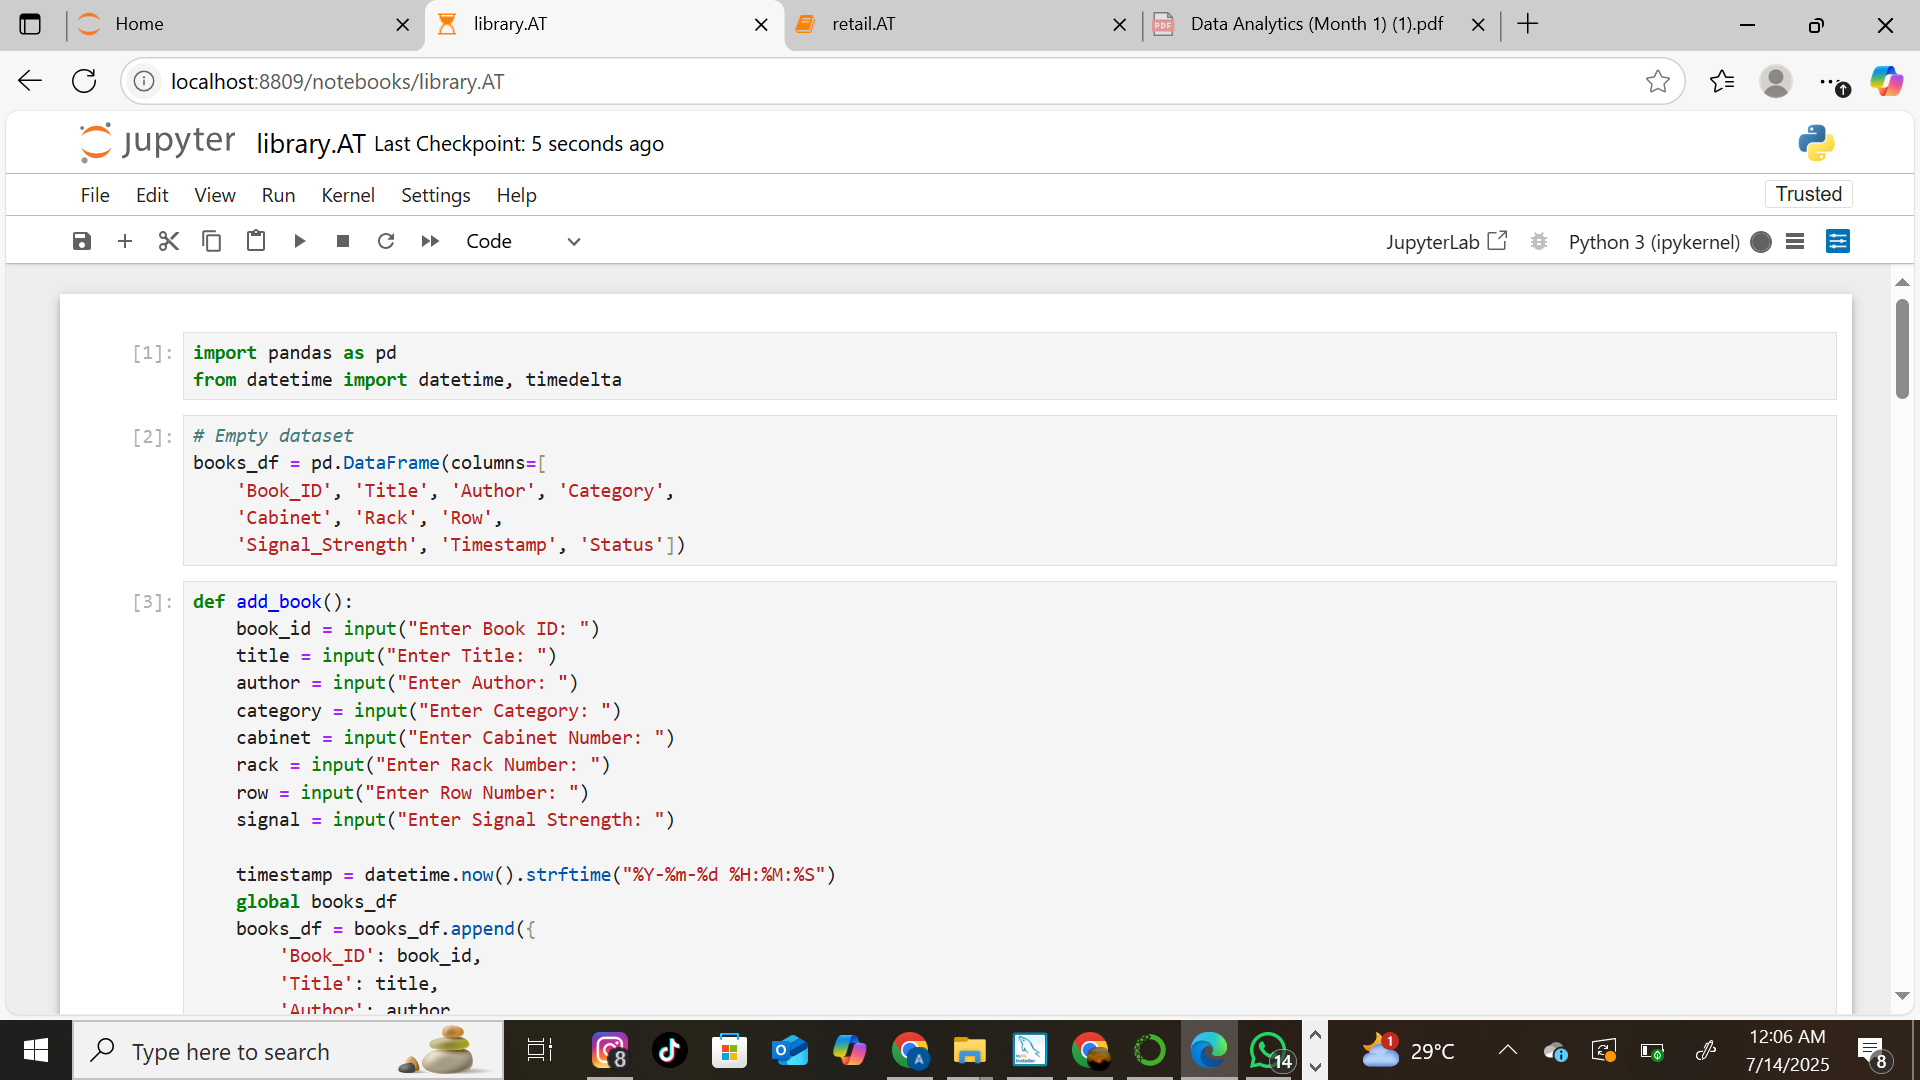 Home
library.AT
retail.AT
Data Analytics (Month 1) (1).pdf
localhost:8809/notebooks/library.AT
jupyter library.AT Last Checkpoint: 5 seconds ago
File Edit View Run Kernel Settings Help
Trusted
Code
JupyterLab
Python 3 (ipykernel)
[1]: import pandas as pd
from datetime import datetime, timedelta
[2]: # Empty dataset
books_df = pd.DataFrame(columns=[
    'Book_ID', 'Title', 'Author', 'Category',
    'Cabinet', 'Rack', 'Row',
    'Signal_Strength', 'Timestamp', 'Status'])
[3]: def add_book():
    book_id = input("Enter Book ID: ")
    title = input("Enter Title: ")
    author = input("Enter Author: ")
    category = input("Enter Category: ")
    cabinet = input("Enter Cabinet Number: ")
    rack = input("Enter Rack Number: ")
    row = input("Enter Row Number: ")
    signal = input("Enter Signal Strength: ")
    timestamp = datetime.now().strftime("%Y-%m-%d %H:%M:%S")
    global books_df
    books_df = books_df.append({
        'Book_ID': book_id,
        'Title': title,
        'Author': author
Type here to search
8
A
14
1
29°C
12:06 AM
7/14/2025
8